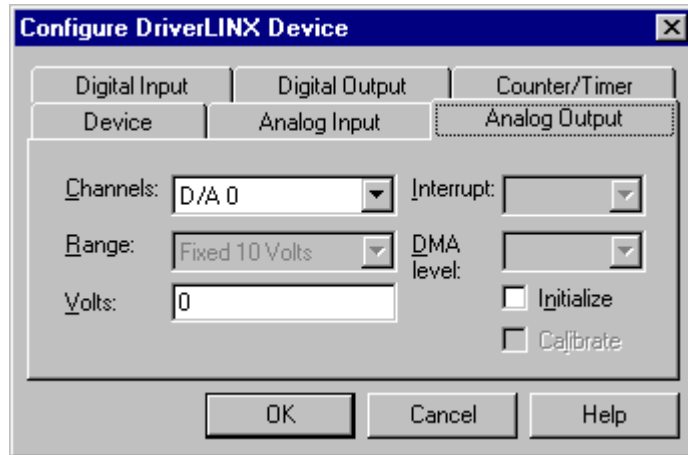 Configure DriverLINX Device
Digital Input Digital Output Counter/Timer
Device Analog Input Analog Output
Channels: D/A 0 Interrupt:
Range: Fixed 10 Volts DMA level:
Volts: 0 Initialize
Calibrate
OK Cancel Help